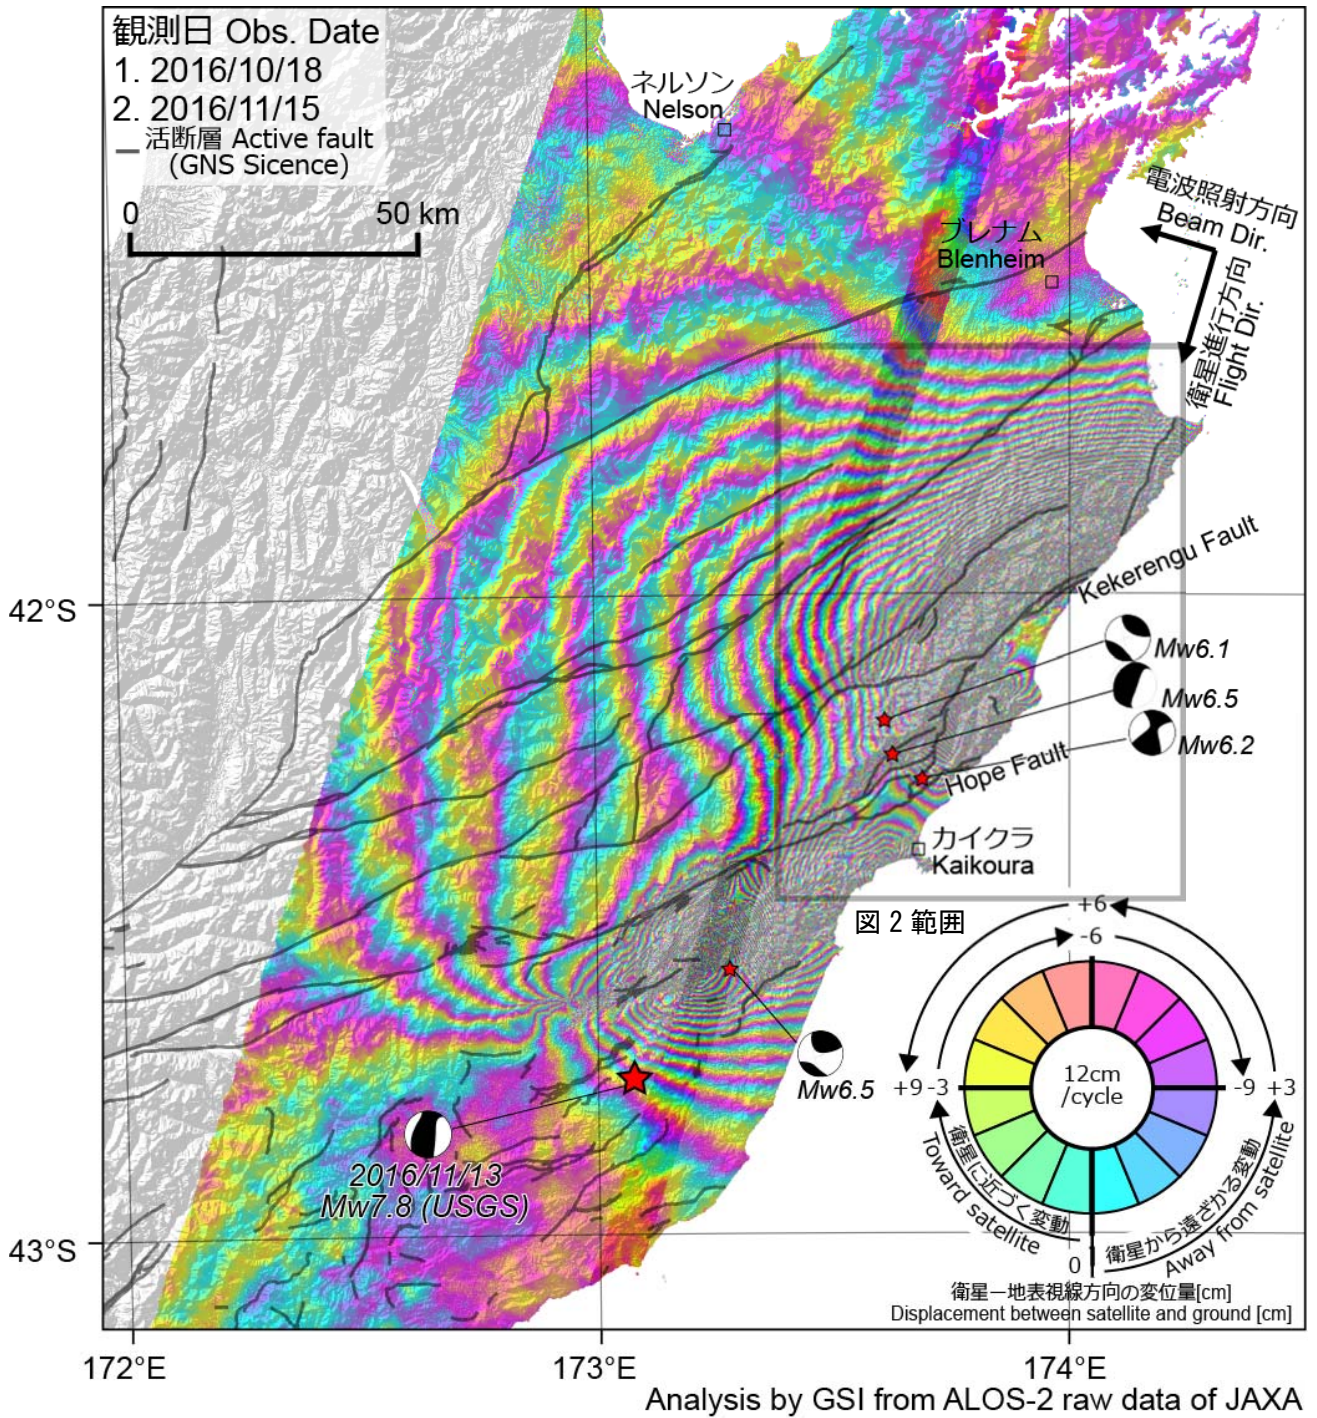 観測日 Obs. Date
1. 2016/10/18
2. 2016/11/15
活断層 Active fault
(GNS Sicence)
0
50 km
ネルソン
Nelson
電波照射方向
Beam Dir.
ブレナム
Blenheim
衛星進行方向
Flight Dir.
Kekerengu Fault
42°S
Mw6.1
Mw6.5
Mw6.2
Hope Fault
カイクラ
Kaikoura
図2範囲
+6
-6
12cm
/cycle
+9
-3
-9
+3
Mw6.5
衛星に近づく変動
Toward satellite
衛星から遠ざかる変動
Away from satellite
0
2016/11/13
Mw7.8 (USGS)
43°S
衛星ー地表視線方向の変位量[cm]
Displacement between satellite and ground [cm]
172°E
173°E
174°E
Analysis by GSI from ALOS-2 raw data of JAXA